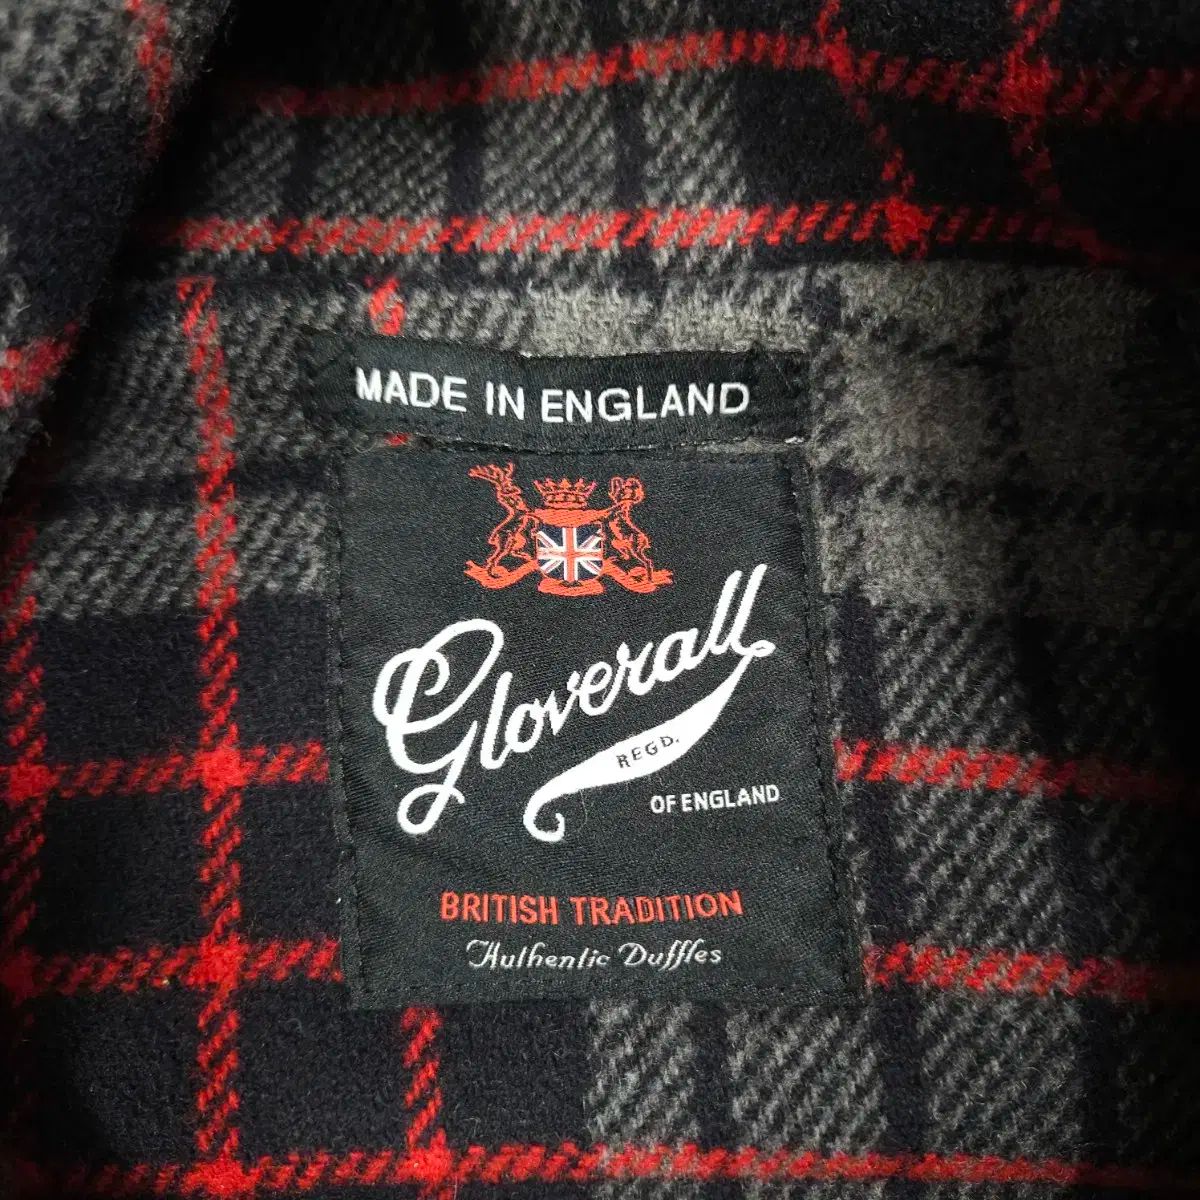 MADE IN ENGLAND
Gloverall
REGD.
OF ENGLAND
BRITISH TRADITION
Authentic Duffles